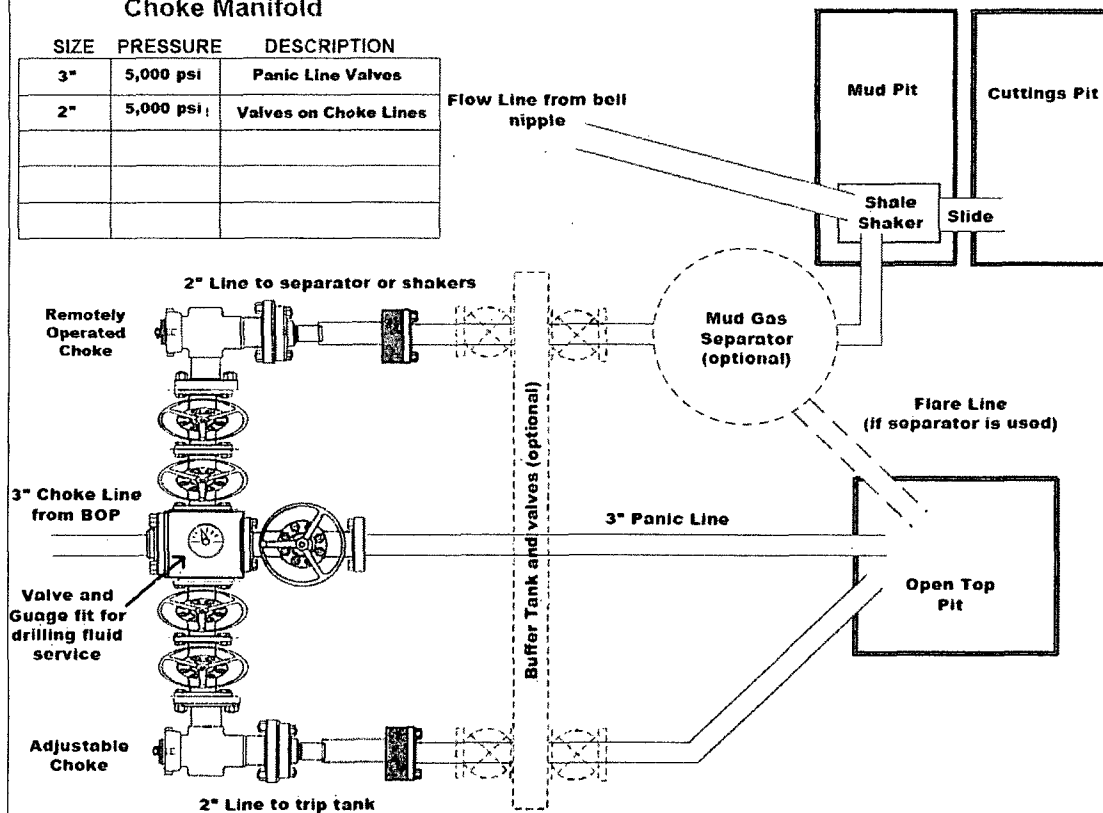 Choke Manifold
SIZE PRESSURE DESCRIPTION
3" 5,000 psi Panic Line Valves
2" 5,000 psi Valves on Choke Lines
Flow Line from bell
nipple
Mud Pit
Cuttings Pit
Shale
Shaker
Slide
2" Line to separator or shakers
Remotely
Operated
Choke
Mud Gas
Separator
(optional)
Flare Line
(if separator is used)
3" Choke Line
from BOP
3" Panic Line
Buffer Tank and valves (optional)
Open Top
Pit
Valve and
Guage fit for
drilling fluid
service
Adjustable
Choke
2" Line to trip tank